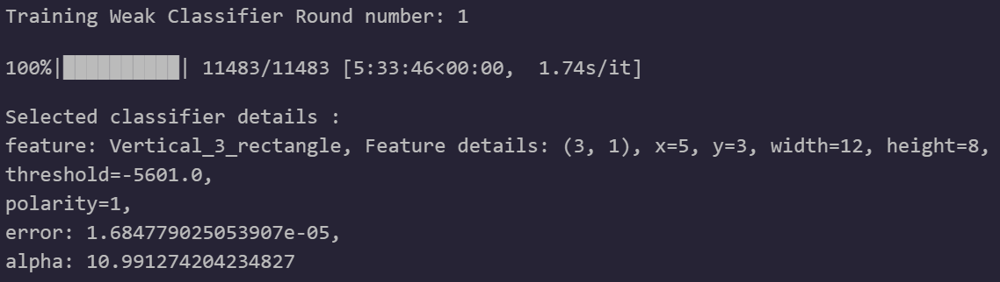 Training Weak Classifier Round number: 1
100%|██████████| 11483/11483 [5:33:46<00:00,  1.74s/it]
Selected classifier details :
feature: Vertical_3_rectangle, Feature details: (3, 1), x=5, y=3, width=12, height=8,
threshold=-5601.0,
polarity=1,
error: 1.684779025053907e-05,
alpha: 10.991274204234827